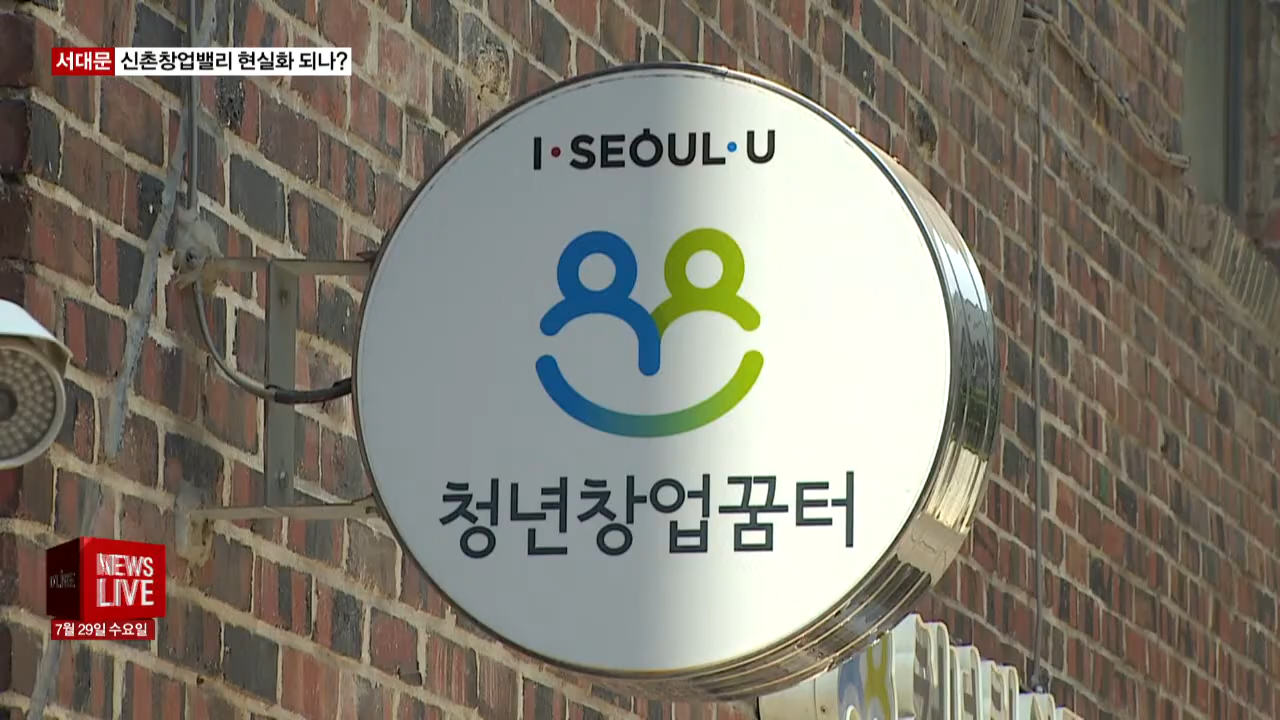 서대문 신촌창업밸리 현실화 되나?
I·SEOUL·U
청년창업꿈터
D LIVE
NEWS
LIVE
7월 29일 수요일